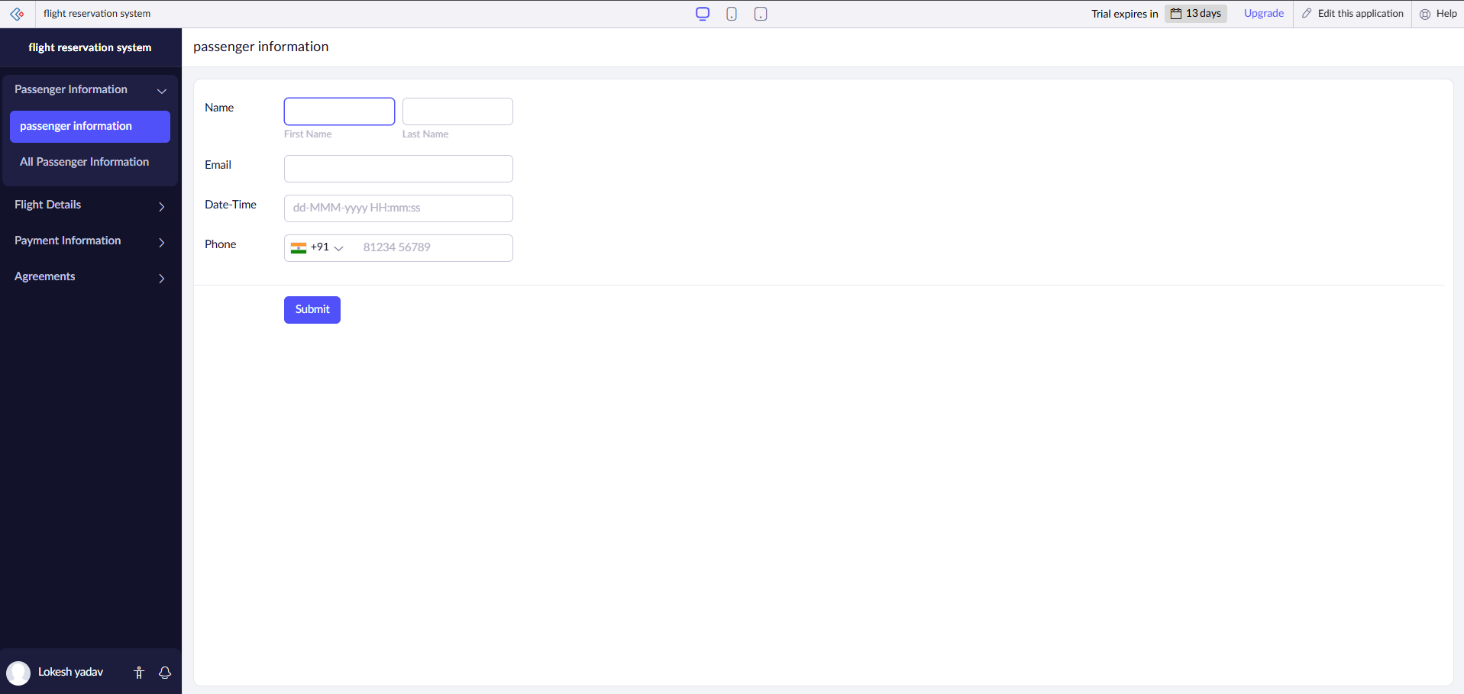 flight reservation system
Trial expires in 13 days Upgrade Edit this application Help
flight reservation system
passenger information
Passenger Information
passenger information
All Passenger Information
Flight Details
Payment Information
Agreements
Name
First Name Last Name
Email
Date-Time dd-MMM-yyyy HH:mm:ss
Phone +91 81234 56789
Submit
Lokesh yadav